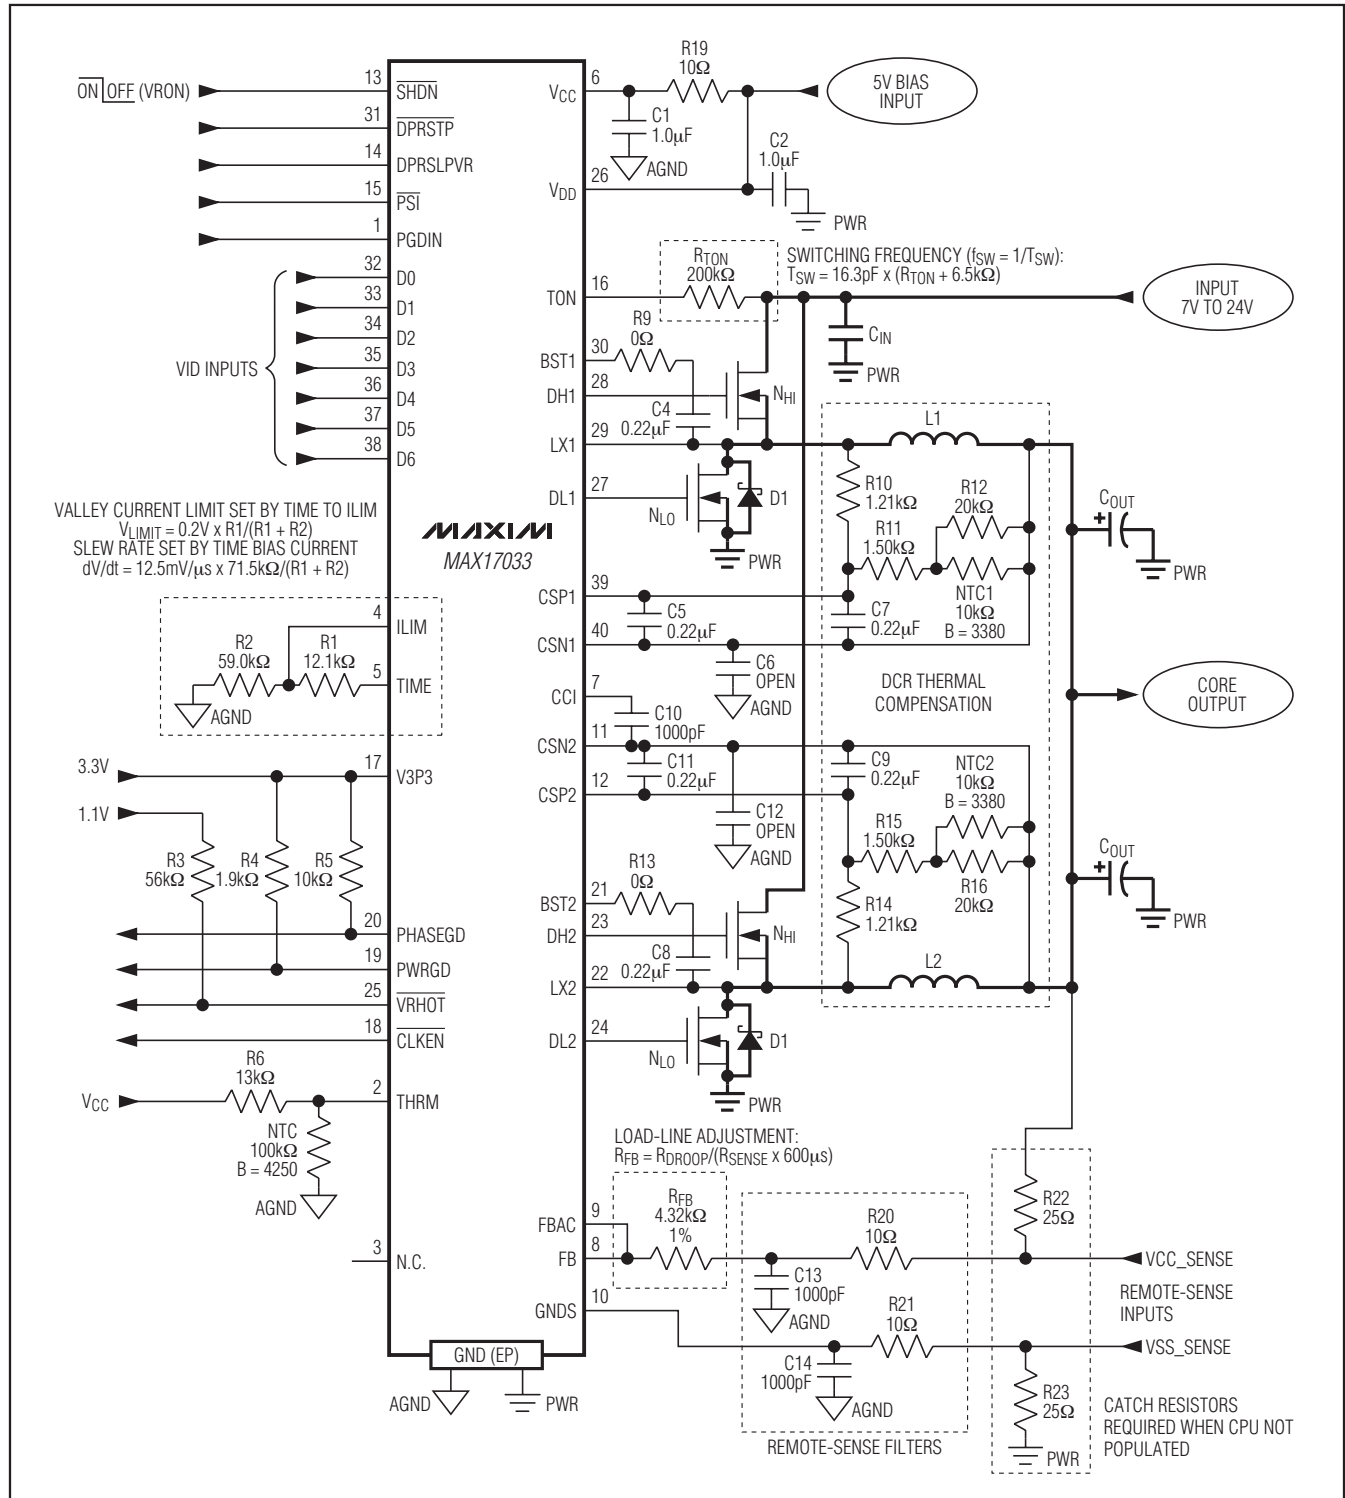 ON OFF (VRON)
13
SHDN
31
DPRSTP
14
DPRSLPVR
15
PSI
1
PGDIN
32
D0
33
D1
34
D2
35
D3
36
D4
37
D5
38
D6
VID INPUTS
VALLEY CURRENT LIMIT SET BY TIME TO ILIM
VLIMIT = 0.2V x R1/(R1 + R2)
SLEW RATE SET BY TIME BIAS CURRENT
dV/dt = 12.5mV/μs x 71.5kΩ/(R1 + R2)
4
ILIM
R2
59.0kΩ
R1
12.1kΩ
5
TIME
AGND
3.3V
17
V3P3
1.1V
R3
56kΩ
R4
1.9kΩ
R5
10kΩ
20
PHASEGD
19
PWRGD
25
VRHOT
18
CLKEN
R6
13kΩ
VCC
2
THRM
NTC
100kΩ
B = 4250
AGND
3
N.C.
MAXIM
MAX17033
GND (EP)
AGND
PWR
6
VCC
R19
10Ω
5V BIAS
INPUT
C1
1.0μF
AGND
C2
1.0μF
26
VDD
PWR
RTON
200kΩ
SWITCHING FREQUENCY (fSW = 1/TSW):
TSW = 16.3pF x (RTON + 6.5kΩ)
16
TON
INPUT
7V TO 24V
CIN
PWR
R9
0Ω
30
BST1
28
DH1
NHI
C4
0.22μF
29
LX1
L1
27
DL1
NLO
D1
PWR
R10
1.21kΩ
R12
20kΩ
R11
1.50kΩ
NTC1
10kΩ
B = 3380
COUT
PWR
39
CSP1
C5
0.22μF
C7
0.22μF
40
CSN1
C6
OPEN
AGND
DCR THERMAL
COMPENSATION
CORE
OUTPUT
7
CCI
C10
1000pF
11
CSN2
C11
0.22μF
C9
0.22μF
12
CSP2
C12
OPEN
AGND
NTC2
10kΩ
B = 3380
R15
1.50kΩ
R16
20kΩ
R14
1.21kΩ
COUT
PWR
R13
0Ω
21
BST2
23
DH2
NHI
C8
0.22μF
22
LX2
L2
24
DL2
NLO
D1
PWR
LOAD-LINE ADJUSTMENT:
RFB = RDROOP/(RSENSE x 600μs)
RFB
4.32kΩ
1%
9
FBAC
8
FB
R20
10Ω
C13
1000pF
AGND
R22
25Ω
VCC_SENSE
REMOTE-SENSE
INPUTS
10
GNDS
R21
10Ω
VSS_SENSE
C14
1000pF
AGND
R23
25Ω
PWR
REMOTE-SENSE FILTERS
CATCH RESISTORS
REQUIRED WHEN CPU NOT
POPULATED